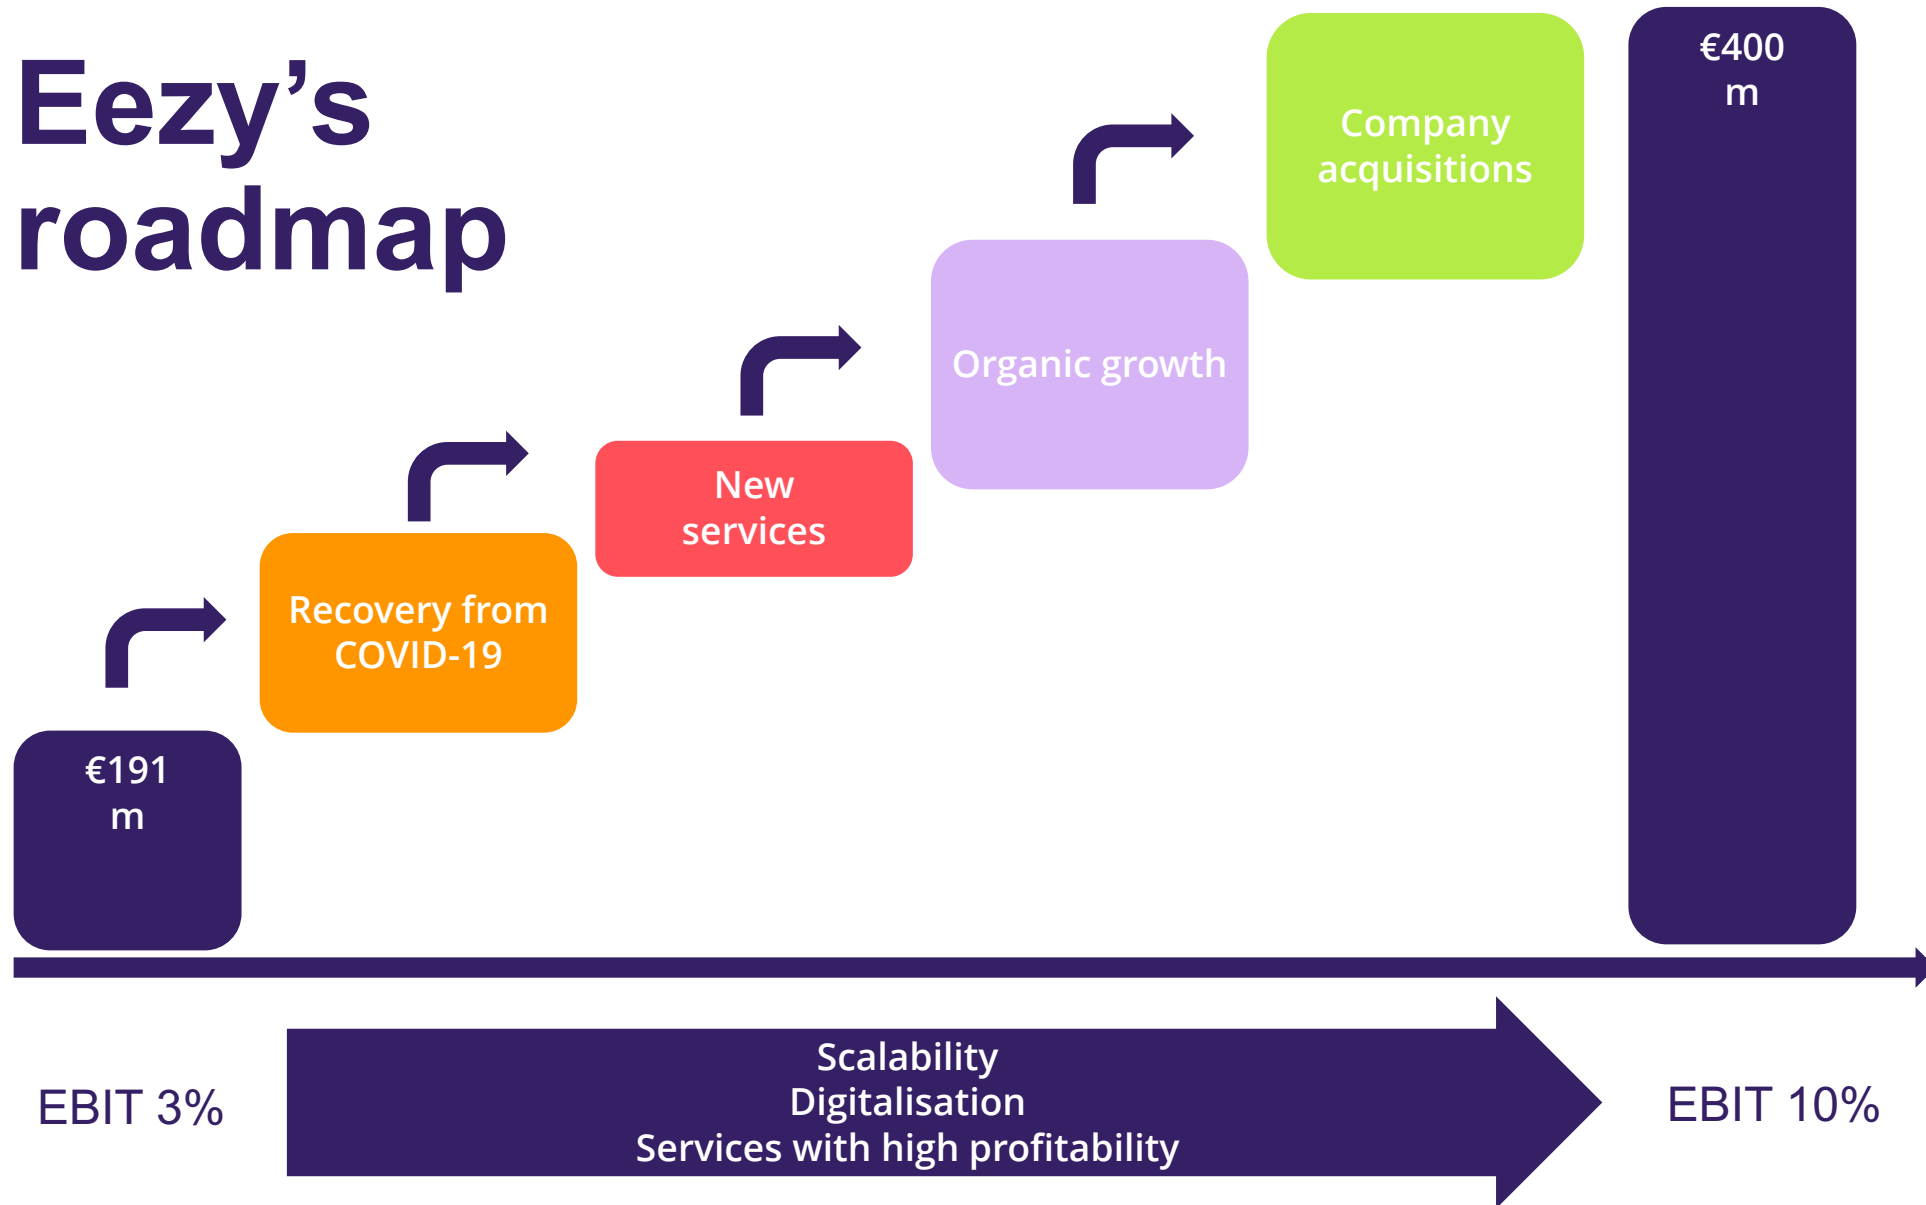 Eezy’s
roadmap
€400
m
Company
acquisitions
Organic growth
New
services
Recovery from
COVID-19
€191
m
EBIT 3%
Scalability
Digitalisation
Services with high profitability
EBIT 10%